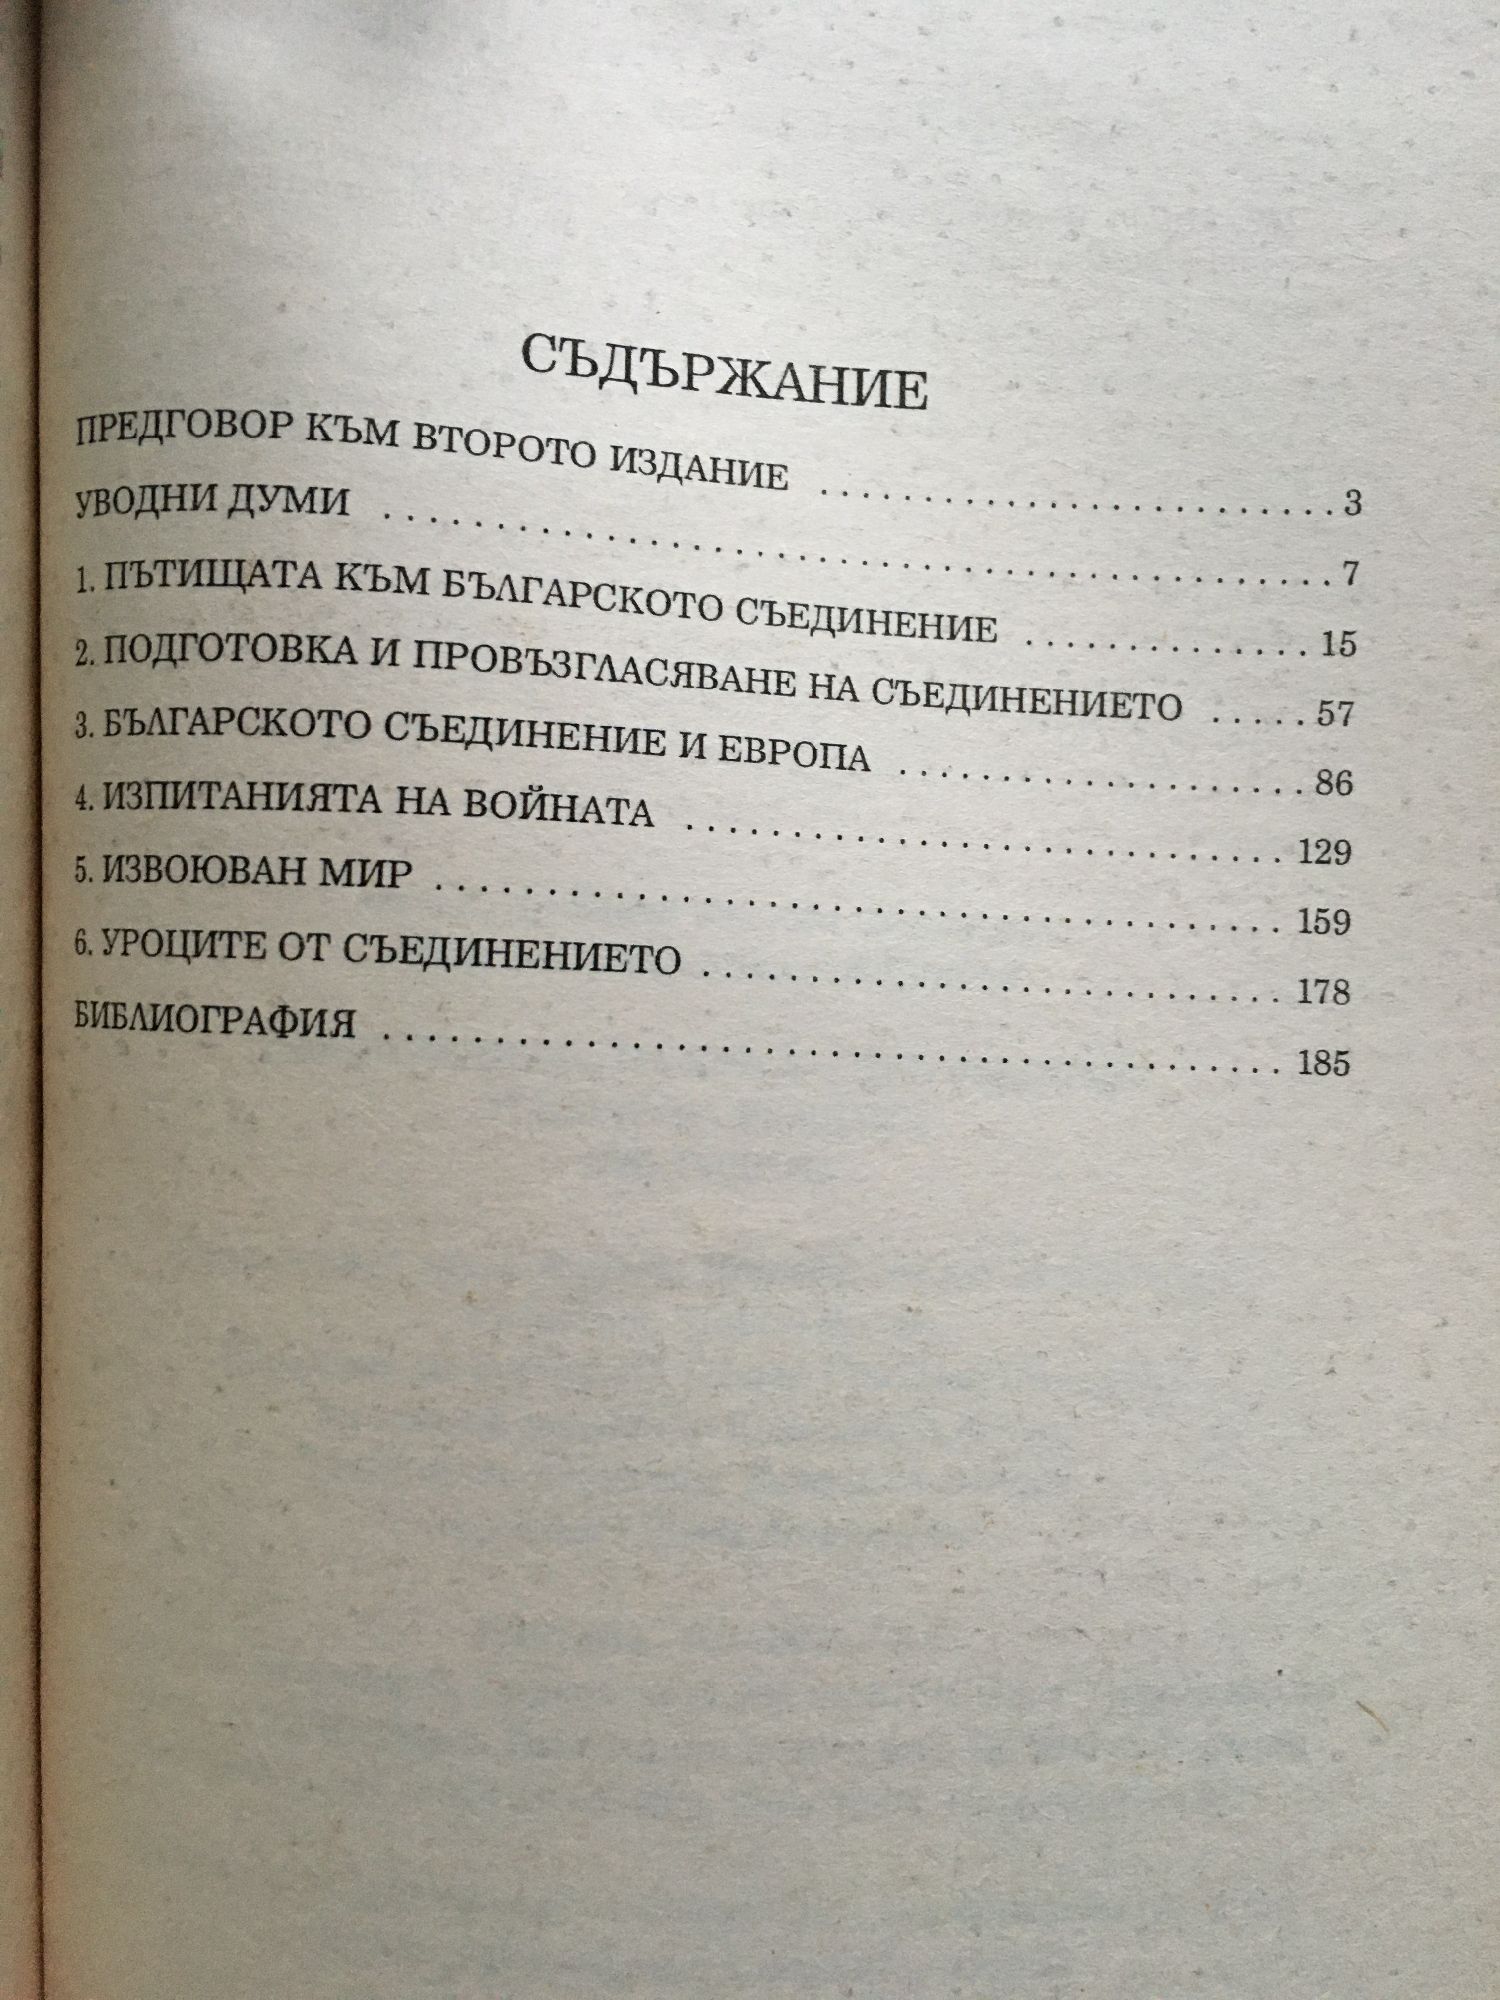 СЪДЪРЖАНИЕ
ПРЕДГОВОР КЪМ ВТОРОТО ИЗДАНИЕ ........................ 3
УВОДНИ ДУМИ ................................ 7
1. ПЪТИЩАТА КЪМ БЪЛГАРСКОТО СЪЕДИНЕНИЕ .............. 15
2. ПОДГОТОВКА И ПРОВЪЗГЛАСЯВАНЕ НА СЪЕДИНЕНИЕТО ..... 57
3. БЪЛГАРСКОТО СЪЕДИНЕНИЕ И ЕВРОПА .................... 86
4. ИЗПИТАНИЯТА НА ВОЙНАТА ............................ 129
5. ИЗВОЮВАН МИР ............................. 159
6. УРОЦИТЕ ОТ СЪЕДИНЕНИЕТО ............................ 178
БИБЛИОГРАФИЯ ............................... 185